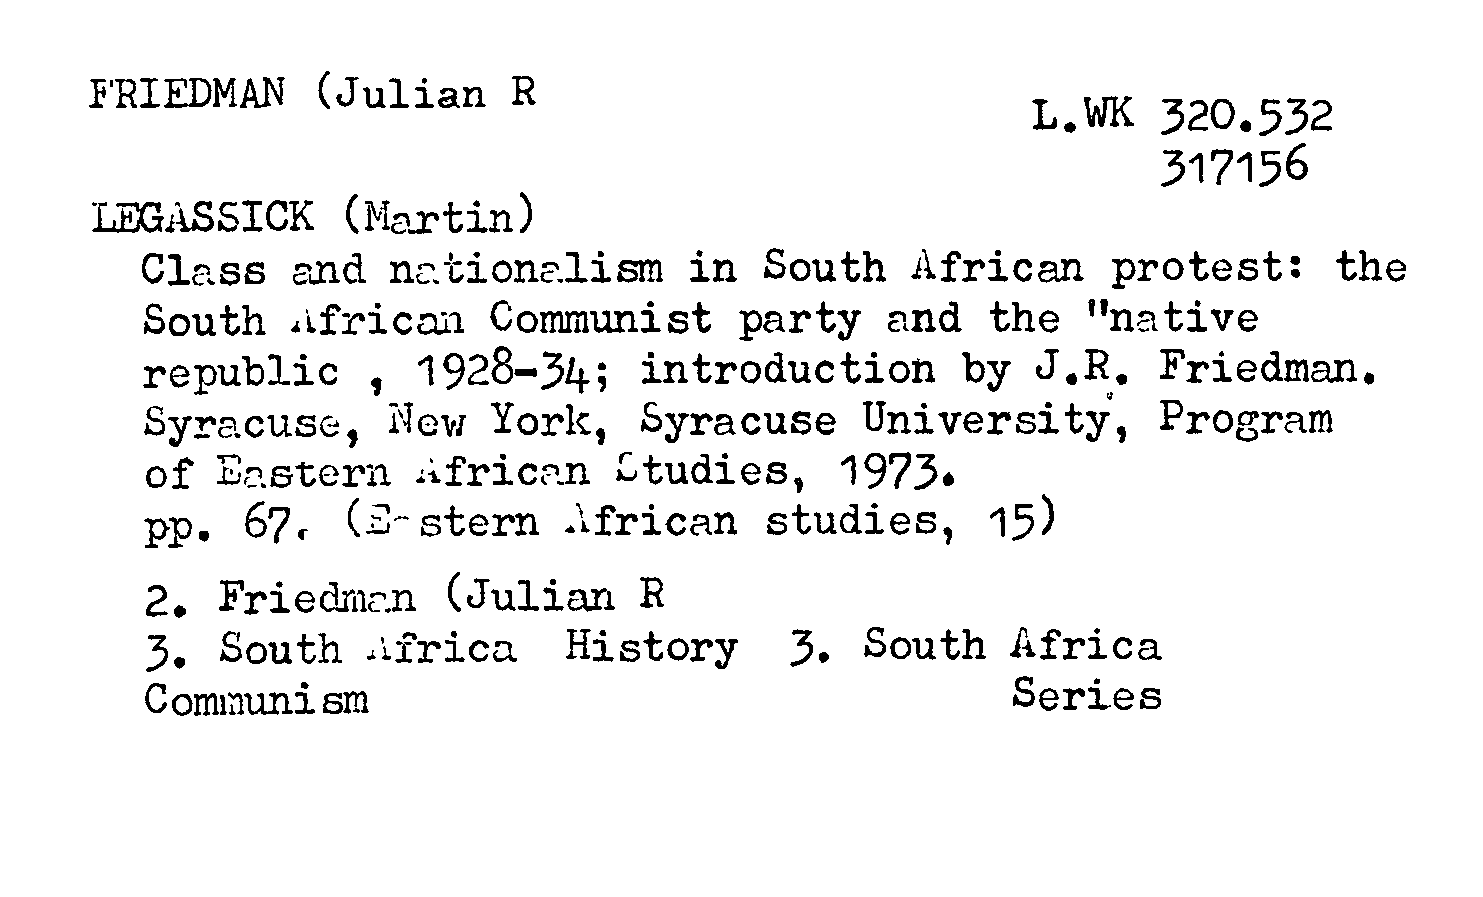 FRIEDMAN (Julian R
L.WK 320.532
317156
LEGASSICK (Martin)
Class and nationalism in South African protest: the
South African Communist party and the "native
republic , 1928-34; introduction by J.R. Friedman.
Syracuse, New York, Syracuse University, Program
of Eastern African Studies, 1973.
pp. 67. (Eastern African studies, 15)
2. Friedman (Julian R
3. South Africa History 3. South Africa
Communism Series